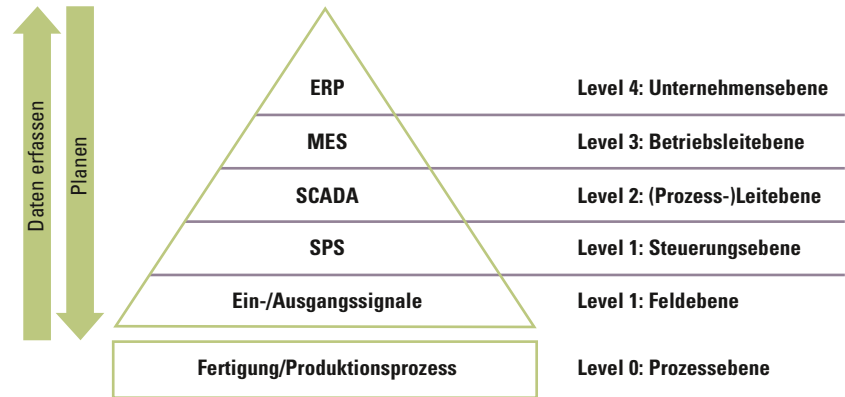 Daten erfassen
Planen
ERP
Level 4: Unternehmensebene
MES
Level 3: Betriebsleitebene
SCADA
Level 2: (Prozess-)Leitebene
SPS
Level 1: Steuerungsebene
Ein-/Ausgangssignale
Level 1: Feldebene
Fertigung/Produktionsprozess
Level 0: Prozessebene